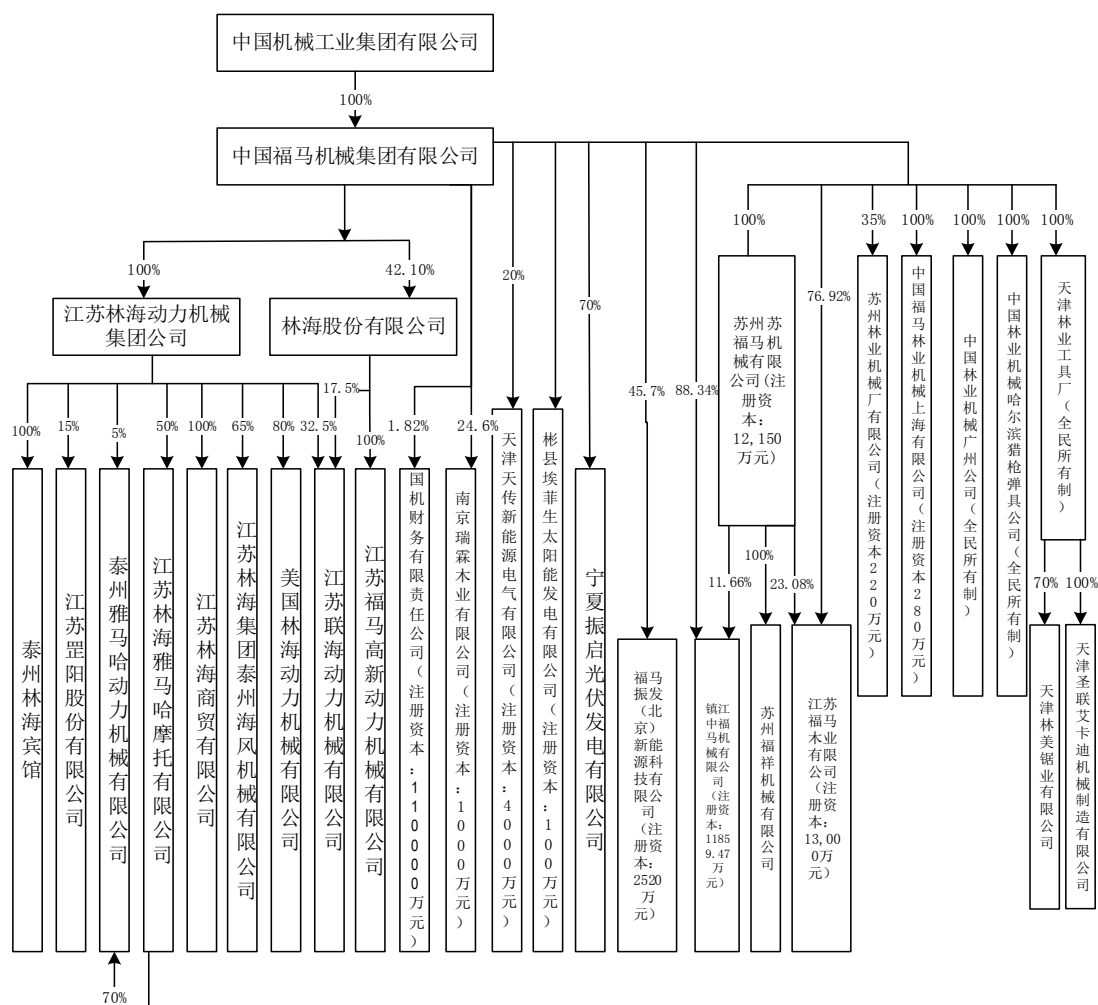 中国机械工业集团有限公司
100%
中国福马机械集团有限公司
100%
42.10%
江苏林海动力机械
集团公司
林海股份有限公司
100%
15%
5%
50%
100%
65%
80%
32.5%
17.5%
100%
1.82%
24.6%
20%
70%
45.7%
88.34%
100%
76.92%
35%
100%
100%
100%
100%
泰州林海宾馆
江苏罡阳股份有限公司
泰州雅马哈动力机械有限公司
江苏林海雅马哈摩托有限公司
江苏林海商贸有限公司
江苏林海集团泰州海风机械有限公司
美国林海动力机械有限公司
江苏联海动力机械有限公司
江苏福马高新动力机械有限公司
国机财务有限责任公司(注册资本:110000万元)
南京瑞霖木业有限公司(注册资本:1000万元)
天津天传新能源电气有限公司(注册资本:4000万元)
彬县埃菲生太阳能发电有限公司(注册资本:100万元)
宁夏振启光伏发电有限公司
福马
振发
(北
京)
新能
源科
技有
限公
司
(注
册资
本:
2520
万
元)
苏州苏
福马机
械有限
公司(注
册资
本:
12,150
万元)
11.66%
100%
23.08%
镇江
中福
马机
械有
限公
司(注
册资
本:
1185
9.47万
元)
苏州福祥机械有限公司
江苏
福马
木业
有限
公司
(注
册资
本:
13,00
0万
元)
苏州林业机械厂有限公司(注册资本220万元)
中国福马林业机械上海有限公司(注册资本280万元)
中国林业机械广州公司(全民所有制)
中国林业机械哈尔滨猎枪弹具公司(全民所有制)
天津林业工具厂(全民所有制)
70%
100%
天津林美锯业有限公司
天津圣联艾卡迪机械制造有限公司
70%